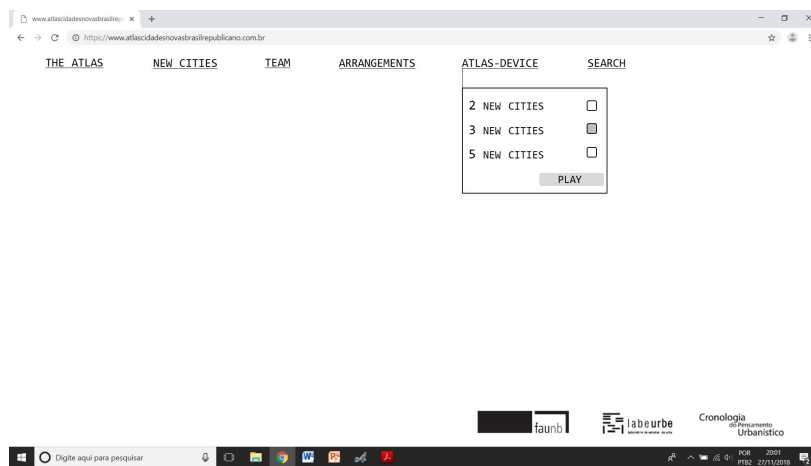 www.atlascidadesnovasbrasilrep
https://www.atlascidadesnovasbrasilrepublicano.com.br
THE ATLAS NEW CITIES TEAM ARRANGEMENTS ATLAS-DEVICE SEARCH
2 NEW CITIES
3 NEW CITIES
5 NEW CITIES
PLAY
faunb
labeurbe
Cronologia
do Pensamento
Urbanístico
Digite aqui para pesquisar
POR 20:01
PTB2 27/11/2018